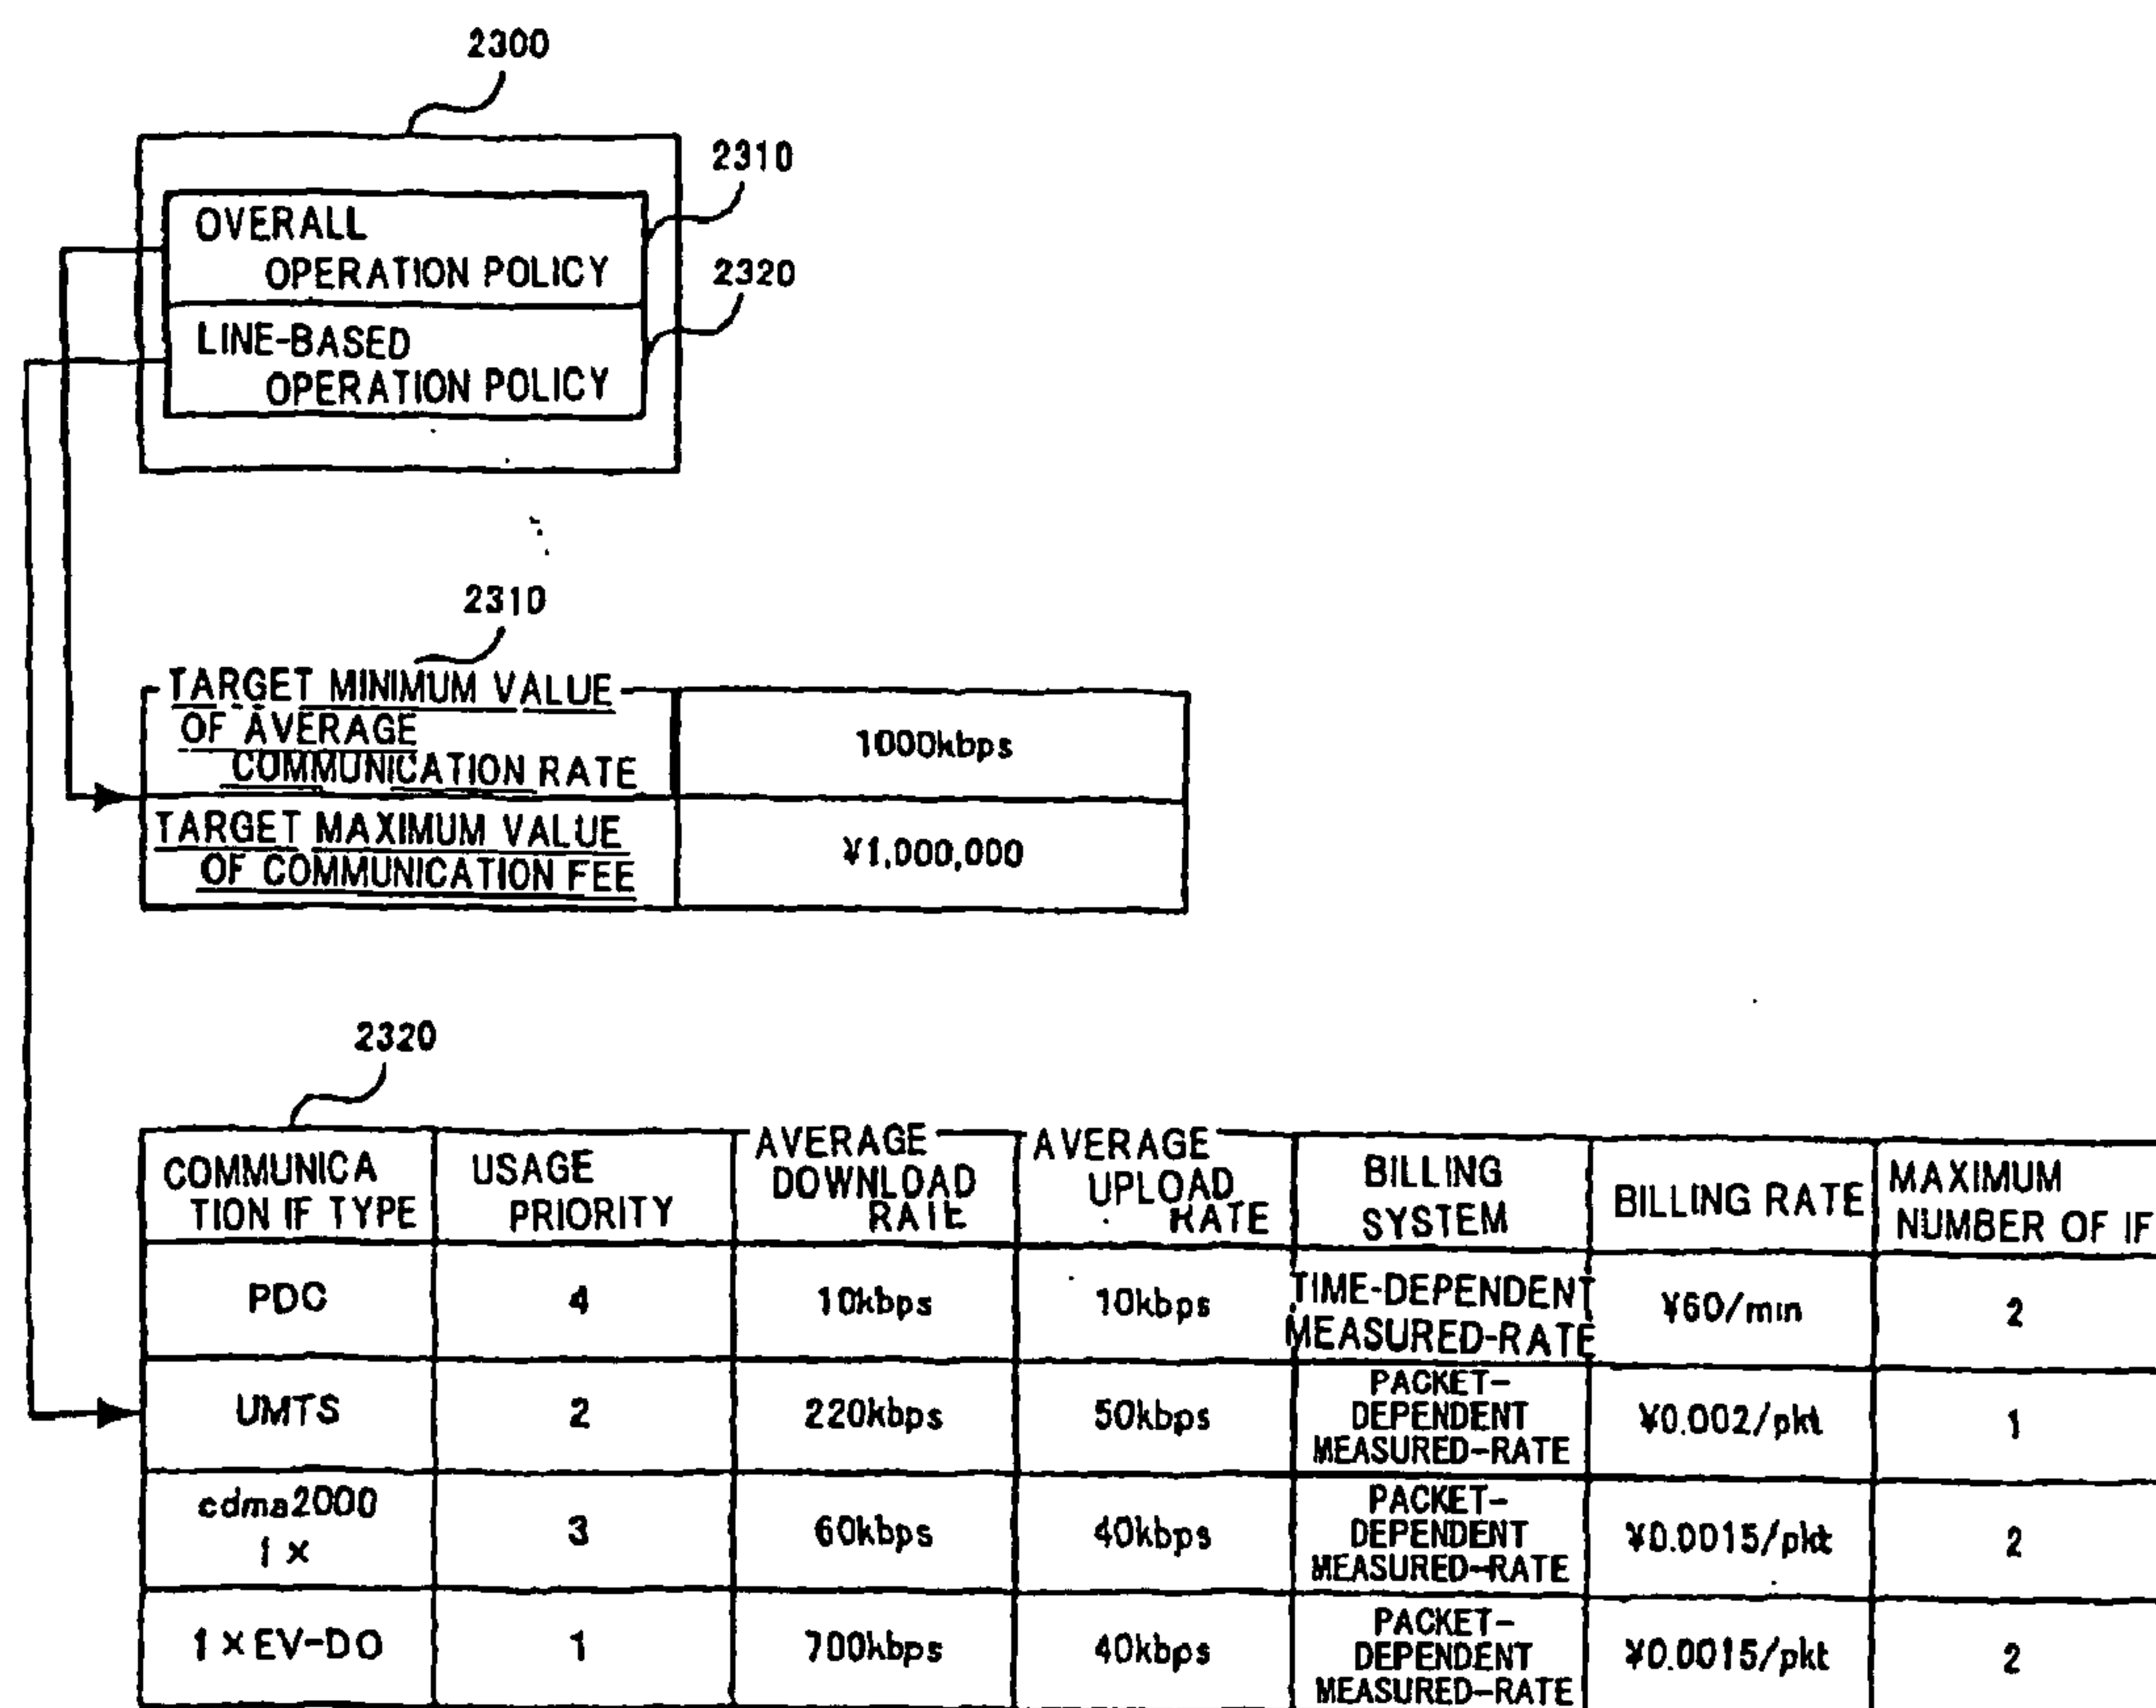 2300
2310
OVERALL
OPERATION POLICY
2320
LINE-BASED
OPERATION POLICY
2310
TARGET MINIMUM VALUE
OF AVERAGE
COMMUNICATION RATE
1000kbps
TARGET MAXIMUM VALUE
OF COMMUNICATION FEE
¥1,000,000
2320
COMMUNICA
TION IF TYPE
USAGE
PRIORITY
AVERAGE
DOWNLOAD
RATE
AVERAGE
UPLOAD
RATE
BILLING
SYSTEM
BILLING RATE
MAXIMUM
NUMBER OF IF
PDC
4
10kbps
10kbps
TIME-DEPENDENT
MEASURED-RATE
¥60/min
2
UMTS
2
220kbps
50kbps
PACKET-
DEPENDENT
MEASURED-RATE
¥0.002/pkt
1
cdma2000
1 ×
3
60kbps
40kbps
PACKET-
DEPENDENT
MEASURED-RATE
¥0.0015/pkt
2
1 × EV-DO
1
700kbps
40kbps
PACKET-
DEPENDENT
MEASURED-RATE
¥0.0015/pkt
2